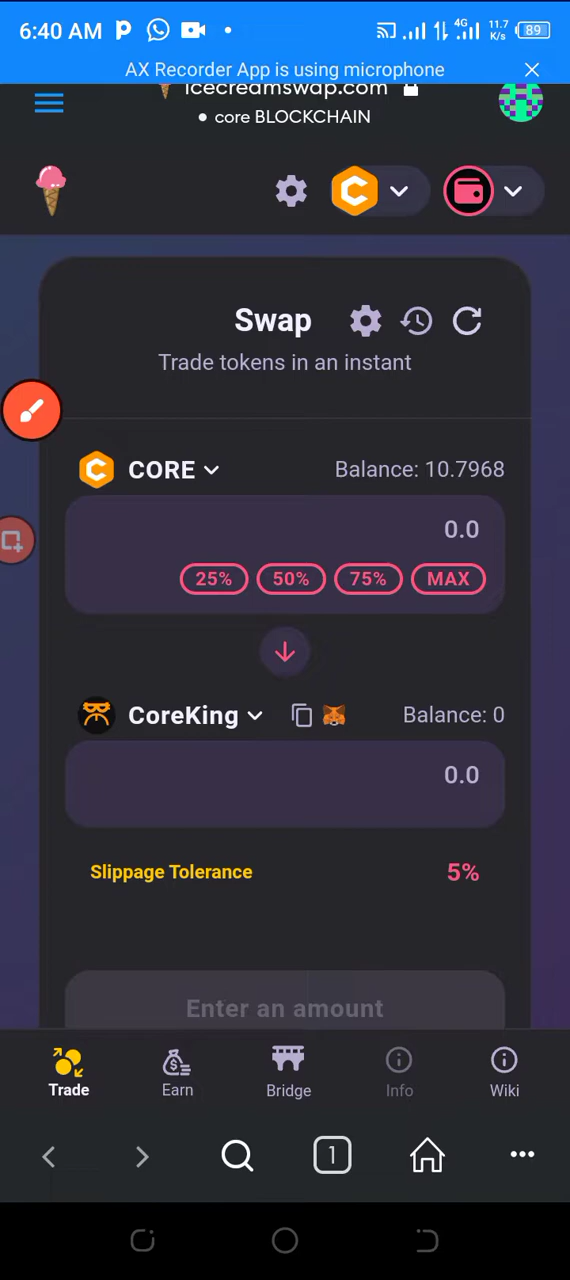 6:40 AM
4G
11.7 K/s
89
AX Recorder App is using microphone
icecreamswap.com
core BLOCKCHAIN
Swap
Trade tokens in an instant
CORE
Balance: 10.7968
0.0
25% 50% 75% MAX
CoreKing
Balance: 0
0.0
Slippage Tolerance
5%
Enter an amount
Trade Earn Bridge Info Wiki
1